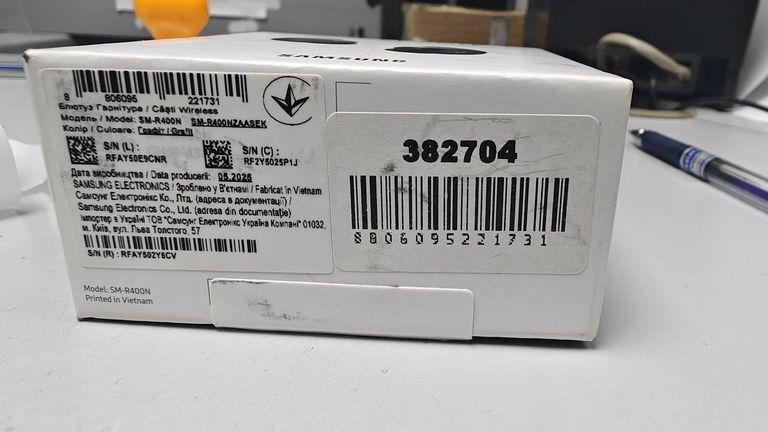 SAMSUNG
8 806095 221731
Блютуз Гарнітура / Căști Wireless
Модель / Model: SM-R400N SM-R400NZAASEK
Колір / Culoare: Графіт / Grafit
S/N (L):
RFAY50E9CNR
S/N (C):
RF2Y5025P1J
Дата виробництва / Data producerii: 05.2025
SAMSUNG ELECTRONICS / Зроблено у В'єтнамі / Fabricat în Vietnam
Самсунг Електронікс Ко., Лтд. (адреса в документації) /
Samsung Electronics Co., Ltd. (adresa din documentație)
Імпортер в Україні ТОВ "Самсунг Електронікс Україна Компані" 01032,
м. Київ, вул. Льва Толстого, 57
S/N (R) : RFAY502Y6CV
382704
8806095221731
Model: SM-R400N
Printed in Vietnam